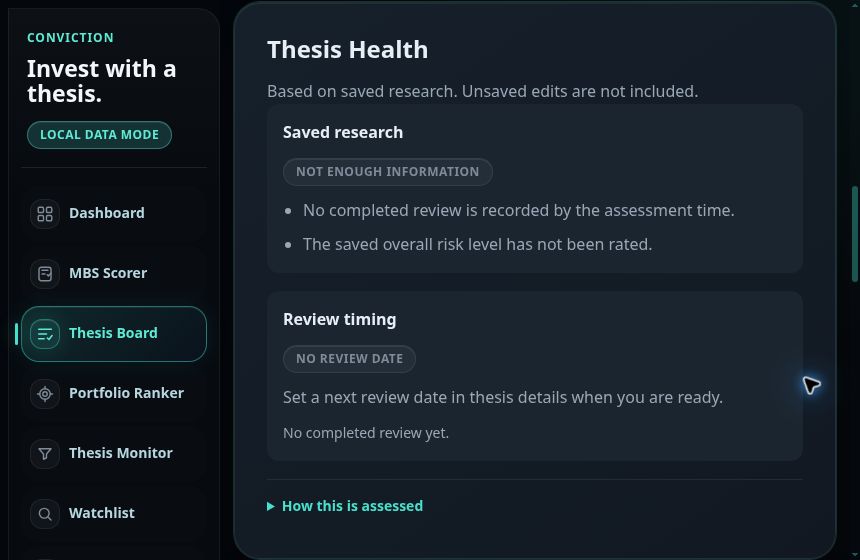 CONVICTION
Invest with a
thesis.
LOCAL DATA MODE
Dashboard
MBS Scorer
Thesis Board
Portfolio Ranker
Thesis Monitor
Watchlist
Thesis Health
Based on saved research. Unsaved edits are not included.
Saved research
NOT ENOUGH INFORMATION
No completed review is recorded by the assessment time.
The saved overall risk level has not been rated.
Review timing
NO REVIEW DATE
Set a next review date in thesis details when you are ready.
No completed review yet.
How this is assessed